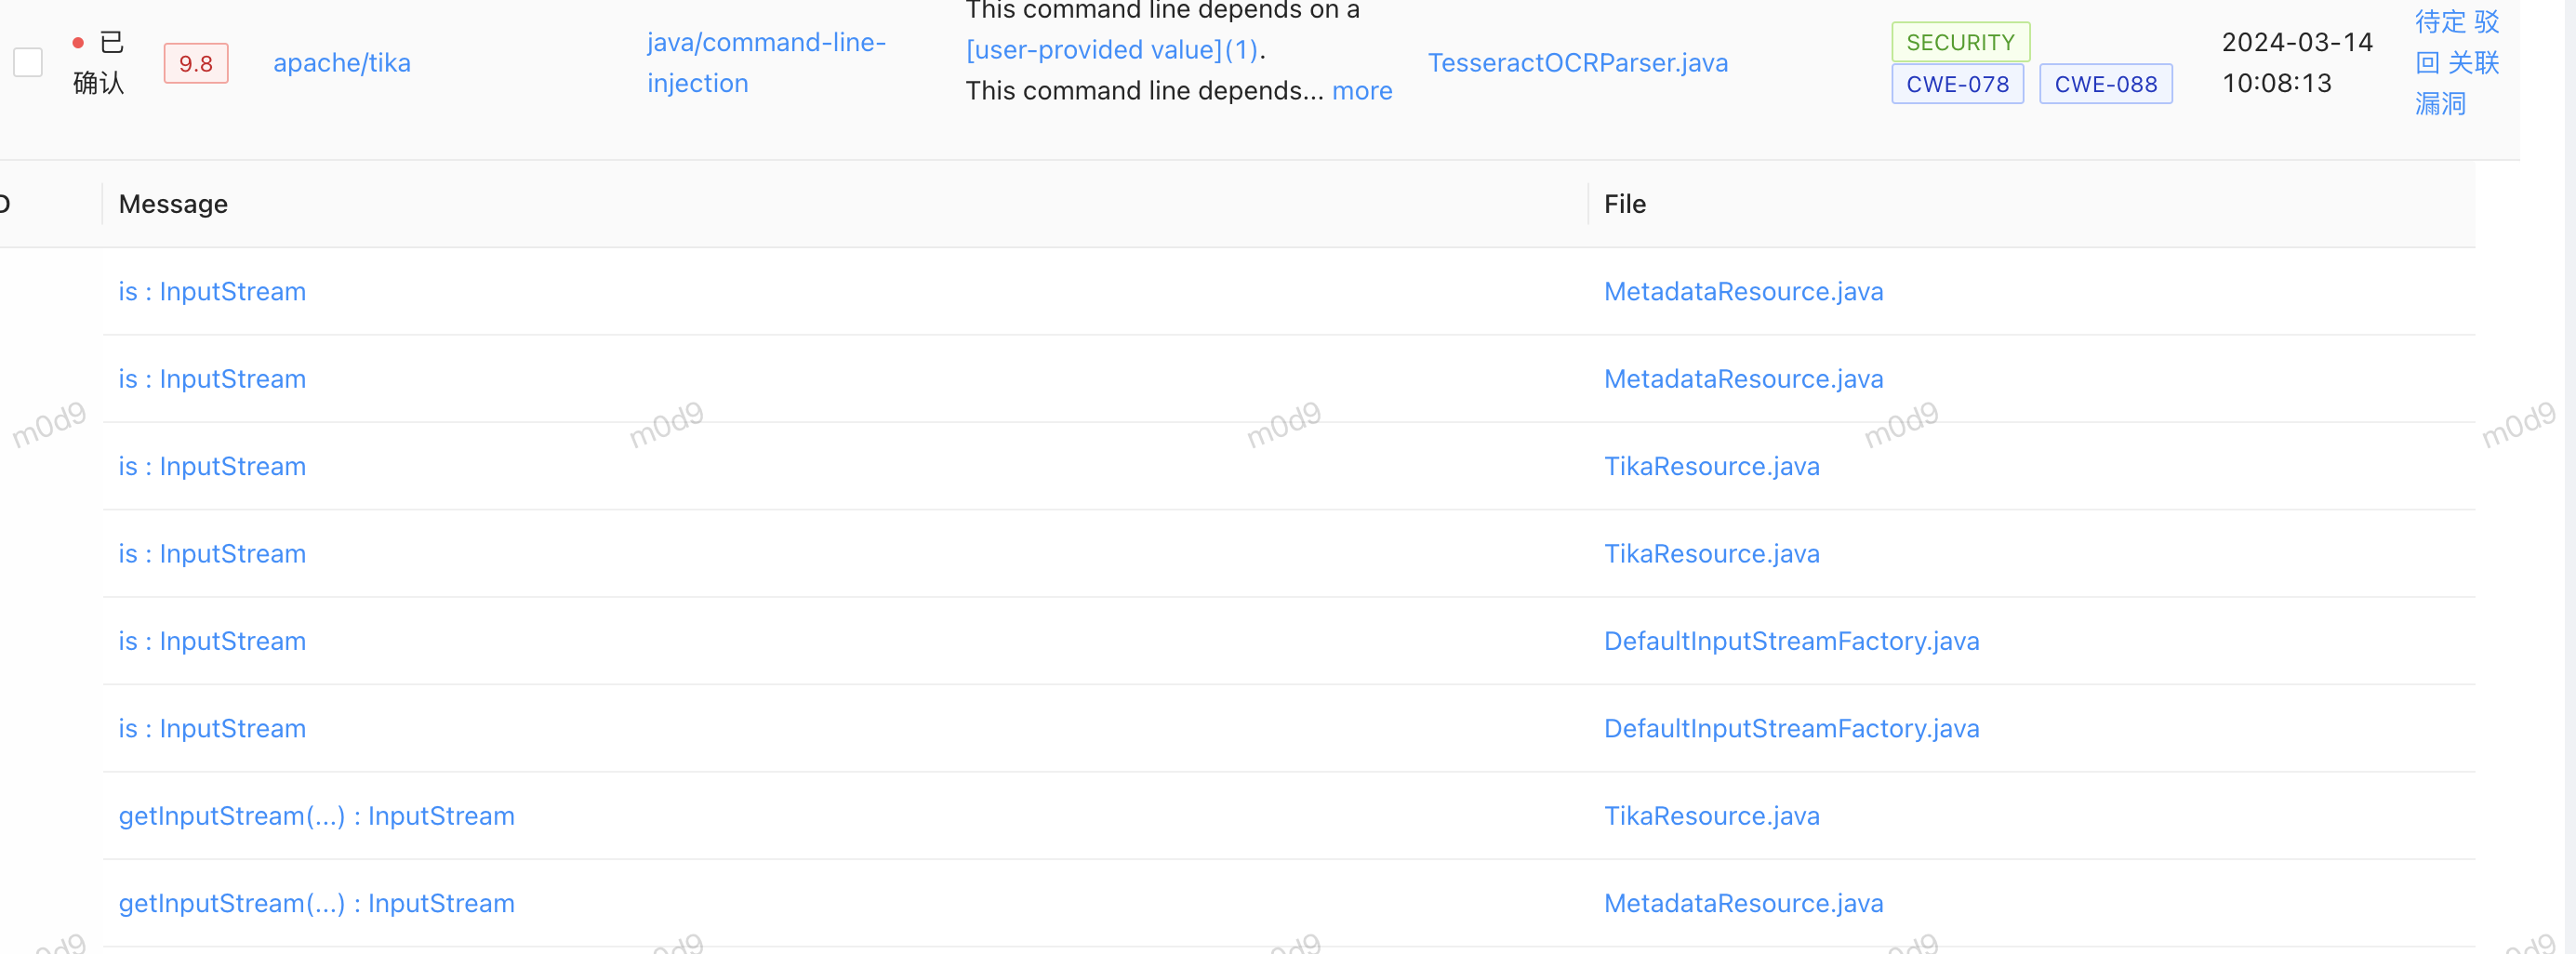 已
确认
9.8
apache/tika
java/command-line-
injection
This command line depends on a
[user-provided value](1).
This command line depends... more
TesseractOCRParser.java
SECURITY
CWE-078 CWE-088
2024-03-14
10:08:13
待定 驳
回 关联
漏洞
Message File
is : InputStream MetadataResource.java
is : InputStream MetadataResource.java
m0d9 m0d9 m0d9 m0d9 m0d9
is : InputStream TikaResource.java
is : InputStream TikaResource.java
is : InputStream DefaultInputStreamFactory.java
is : InputStream DefaultInputStreamFactory.java
getInputStream(...) : InputStream TikaResource.java
getInputStream(...) : InputStream MetadataResource.java